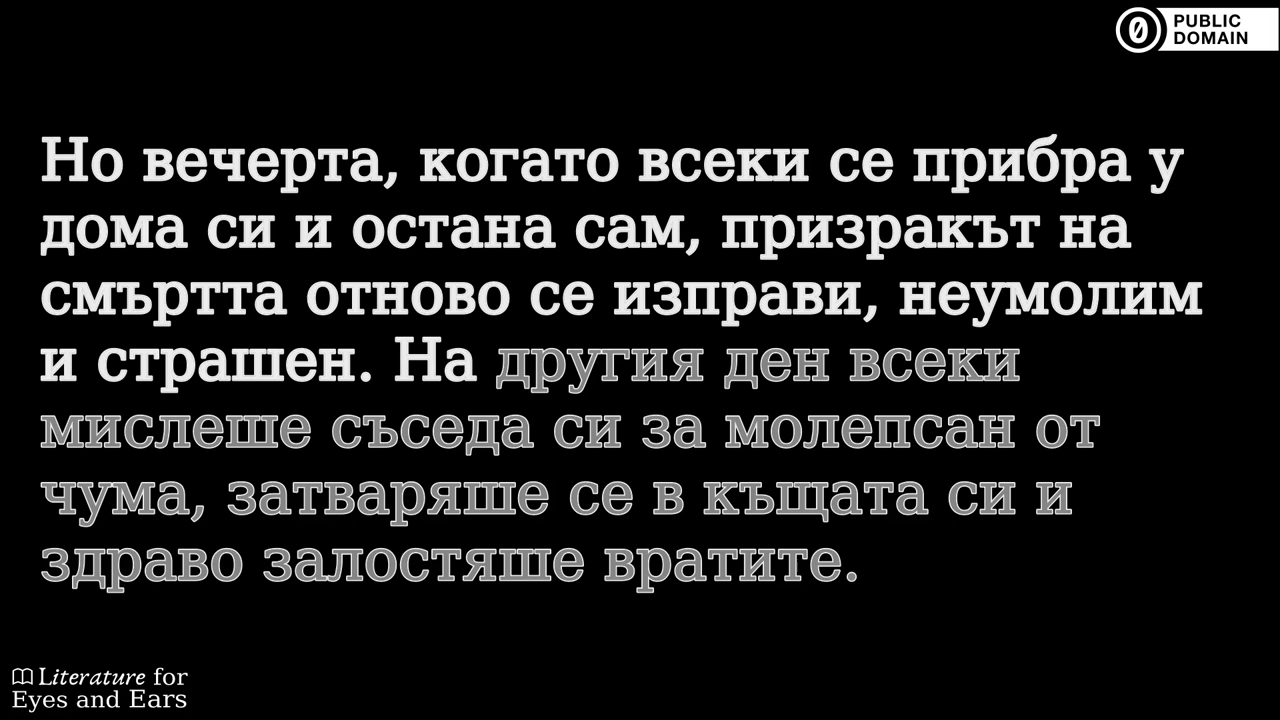 PUBLIC
DOMAIN
Но вечерта, когато всеки се прибра у
дома си и остана сам, призракът на
смъртта отново се изправи, неумолим
и страшен. На другия ден всеки
мислеше съседа си за молепсан от
чума, затваряше се в къщата си и
здраво залостяше вратите.
Literature for
Eyes and Ears